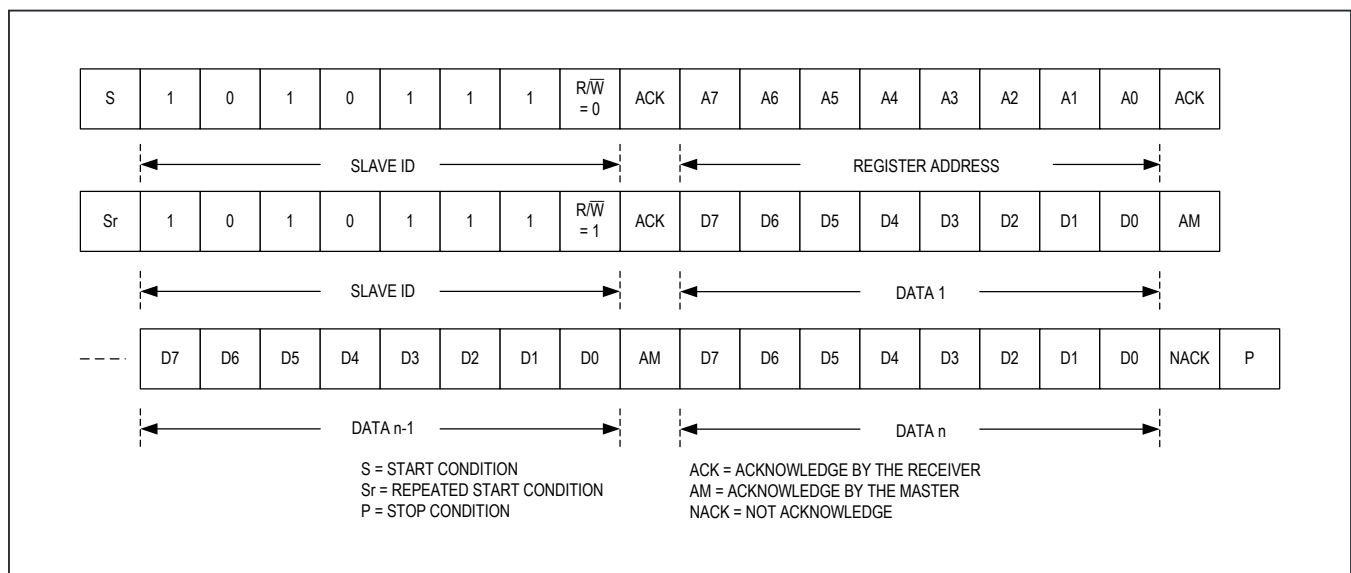 S 1 0 1 0 1 1 1 R/W̅ = 0 ACK A7 A6 A5 A4 A3 A2 A1 A0 ACK
SLAVE ID REGISTER ADDRESS
Sr 1 0 1 0 1 1 1 R/W̅ = 1 ACK D7 D6 D5 D4 D3 D2 D1 D0 AM
SLAVE ID DATA 1
D7 D6 D5 D4 D3 D2 D1 D0 AM D7 D6 D5 D4 D3 D2 D1 D0 NACK P
DATA n-1 DATA n
S = START CONDITION
Sr = REPEATED START CONDITION
P = STOP CONDITION
ACK = ACKNOWLEDGE BY THE RECEIVER
AM = ACKNOWLEDGE BY THE MASTER
NACK = NOT ACKNOWLEDGE